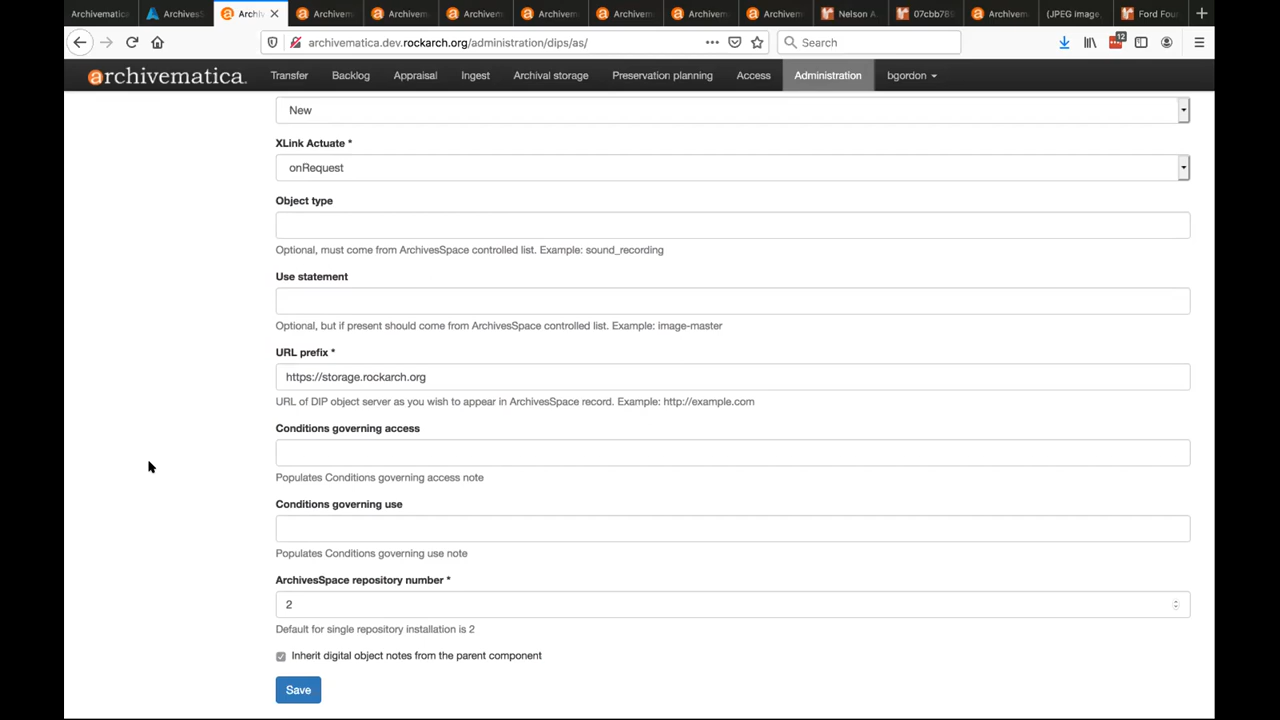 Archivematica
ArchivesS
Archiv
Archivem
Archivem
Archivem
Archivem
Archivem
Archivem
Archivem
Nelson A.
07cbb785
Archivem
(JPEG Image,
Ford Fou
archivematica.dev.rockarch.org/administration/dips/as/
Search
12
archivematica.
Transfer
Backlog
Appraisal
Ingest
Archival storage
Preservation planning
Access
Administration
bgordon
New
XLink Actuate *
onRequest
Object type
Optional, must come from ArchivesSpace controlled list. Example: sound_recording
Use statement
Optional, but if present should come from ArchivesSpace controlled list. Example: image-master
URL prefix *
https://storage.rockarch.org
URL of DIP object server as you wish to appear in ArchivesSpace record. Example: http://example.com
Conditions governing access
Populates Conditions governing access note
Conditions governing use
Populates Conditions governing use note
ArchivesSpace repository number *
2
Default for single repository installation is 2
Inherit digital object notes from the parent component
Save